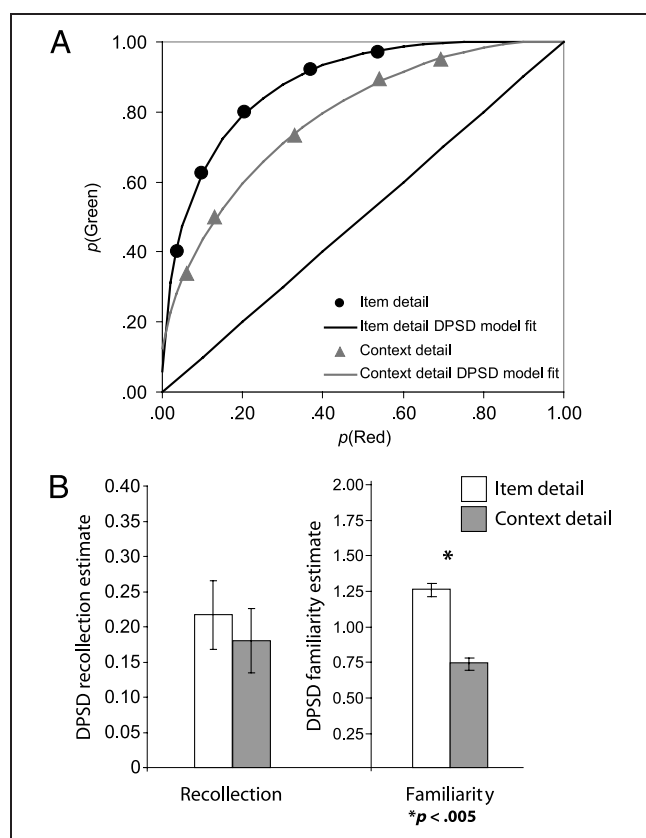 A
1.00
.80
.60
.40
.20
.00
p(Green)
Item detail
Item detail DPSD model fit
Context detail
Context detail DPSD model fit
.00 .20 .40 .60 .80 1.00
p(Red)
B
0.40
0.35
0.30
0.25
0.20
0.15
0.10
0.05
0
DPSD recollection estimate
Recollection
2.00
1.75
1.50
1.25
1.00
0.75
0.50
0.25
DPSD familiarity estimate
Item detail
Context detail
*
Familiarity
*p < .005